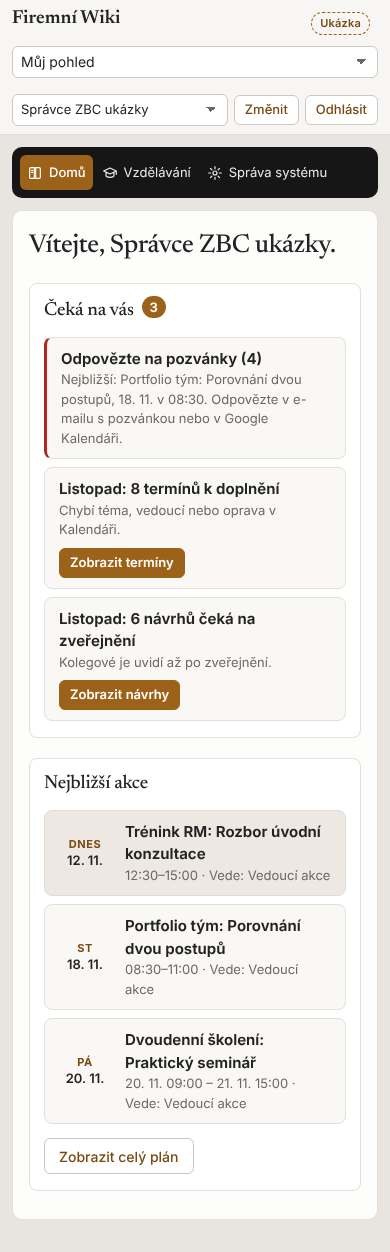 Firemní Wiki
Ukázka
Můj pohled
Správce ZBC ukázky
Změnit
Odhlásit
Domů
Vzdělávání
Správa systému
Vítejte, Správce ZBC ukázky.
Čeká na vás 3
Odpovězte na pozvánky (4)
Nejbližší: Portfolio tým: Porovnání dvou
postupů, 18. 11. v 08:30. Odpovězte v e-
mailu s pozvánkou nebo v Google
Kalendáři.
Listopad: 8 termínů k doplnění
Chybí téma, vedoucí nebo oprava v
Kalendáři.
Zobrazit termíny
Listopad: 6 návrhů čeká na
zveřejnění
Kolegové je uvidí až po zveřejnění.
Zobrazit návrhy
Nejbližší akce
DNES
12. 11.
Trénink RM: Rozbor úvodní
konzultace
12:30–15:00 · Vede: Vedoucí akce
ST
18. 11.
Portfolio tým: Porovnání
dvou postupů
08:30–11:00 · Vede: Vedoucí
akce
PÁ
20. 11.
Dvoudenní školení:
Praktický seminář
20. 11. 09:00 – 21. 11. 15:00 ·
Vede: Vedoucí akce
Zobrazit celý plán